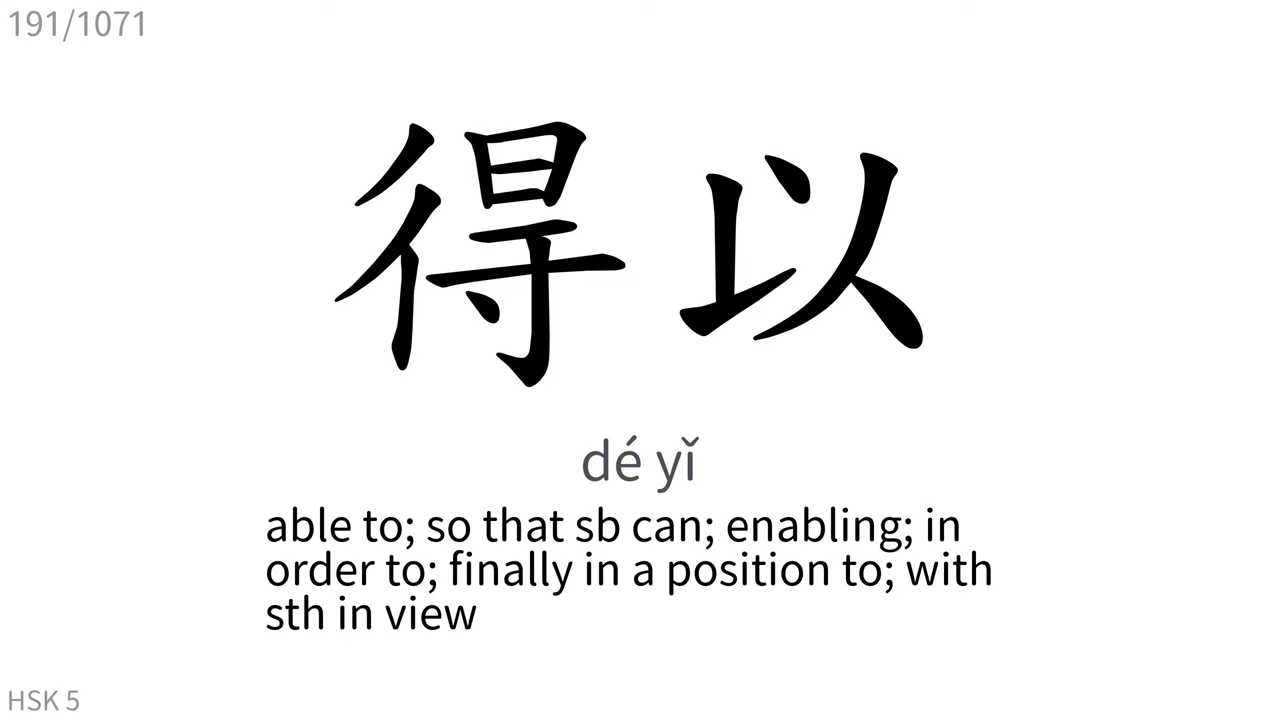 191/1071
得以
dé yǐ
able to; so that sb can; enabling; in
order to; finally in a position to; with
sth in view
HSK 5